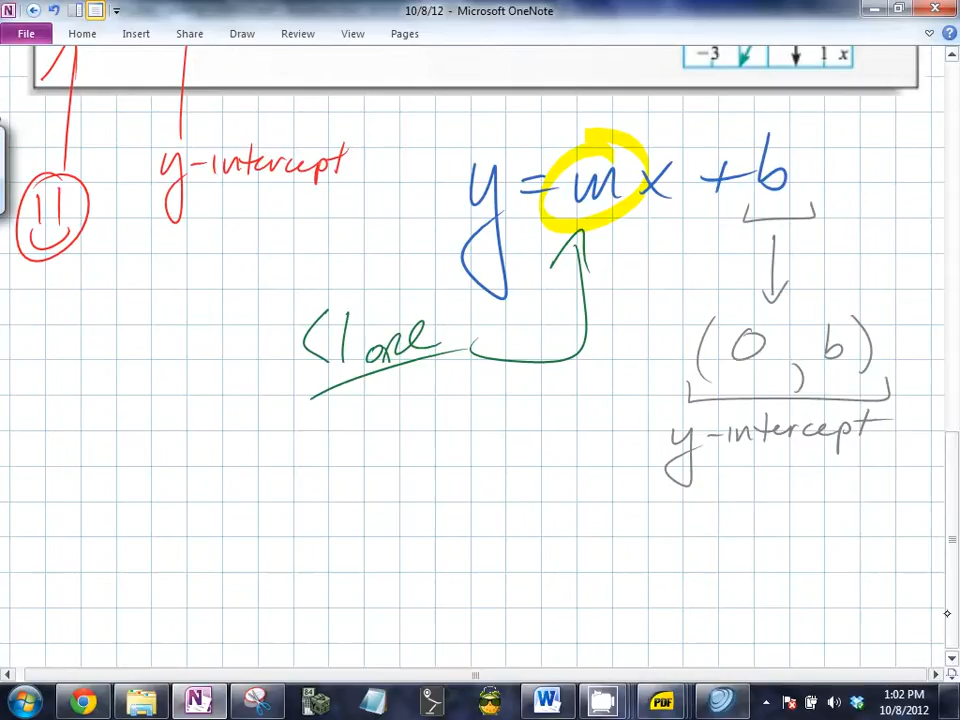 10/8/12 - Microsoft OneNote
File Home Insert Share Draw Review View Pages
-3 1 x
y-intercept
y = mx + b
Slope
(0, b)
y-intercept
W
PDF
1:02 PM
10/8/2012